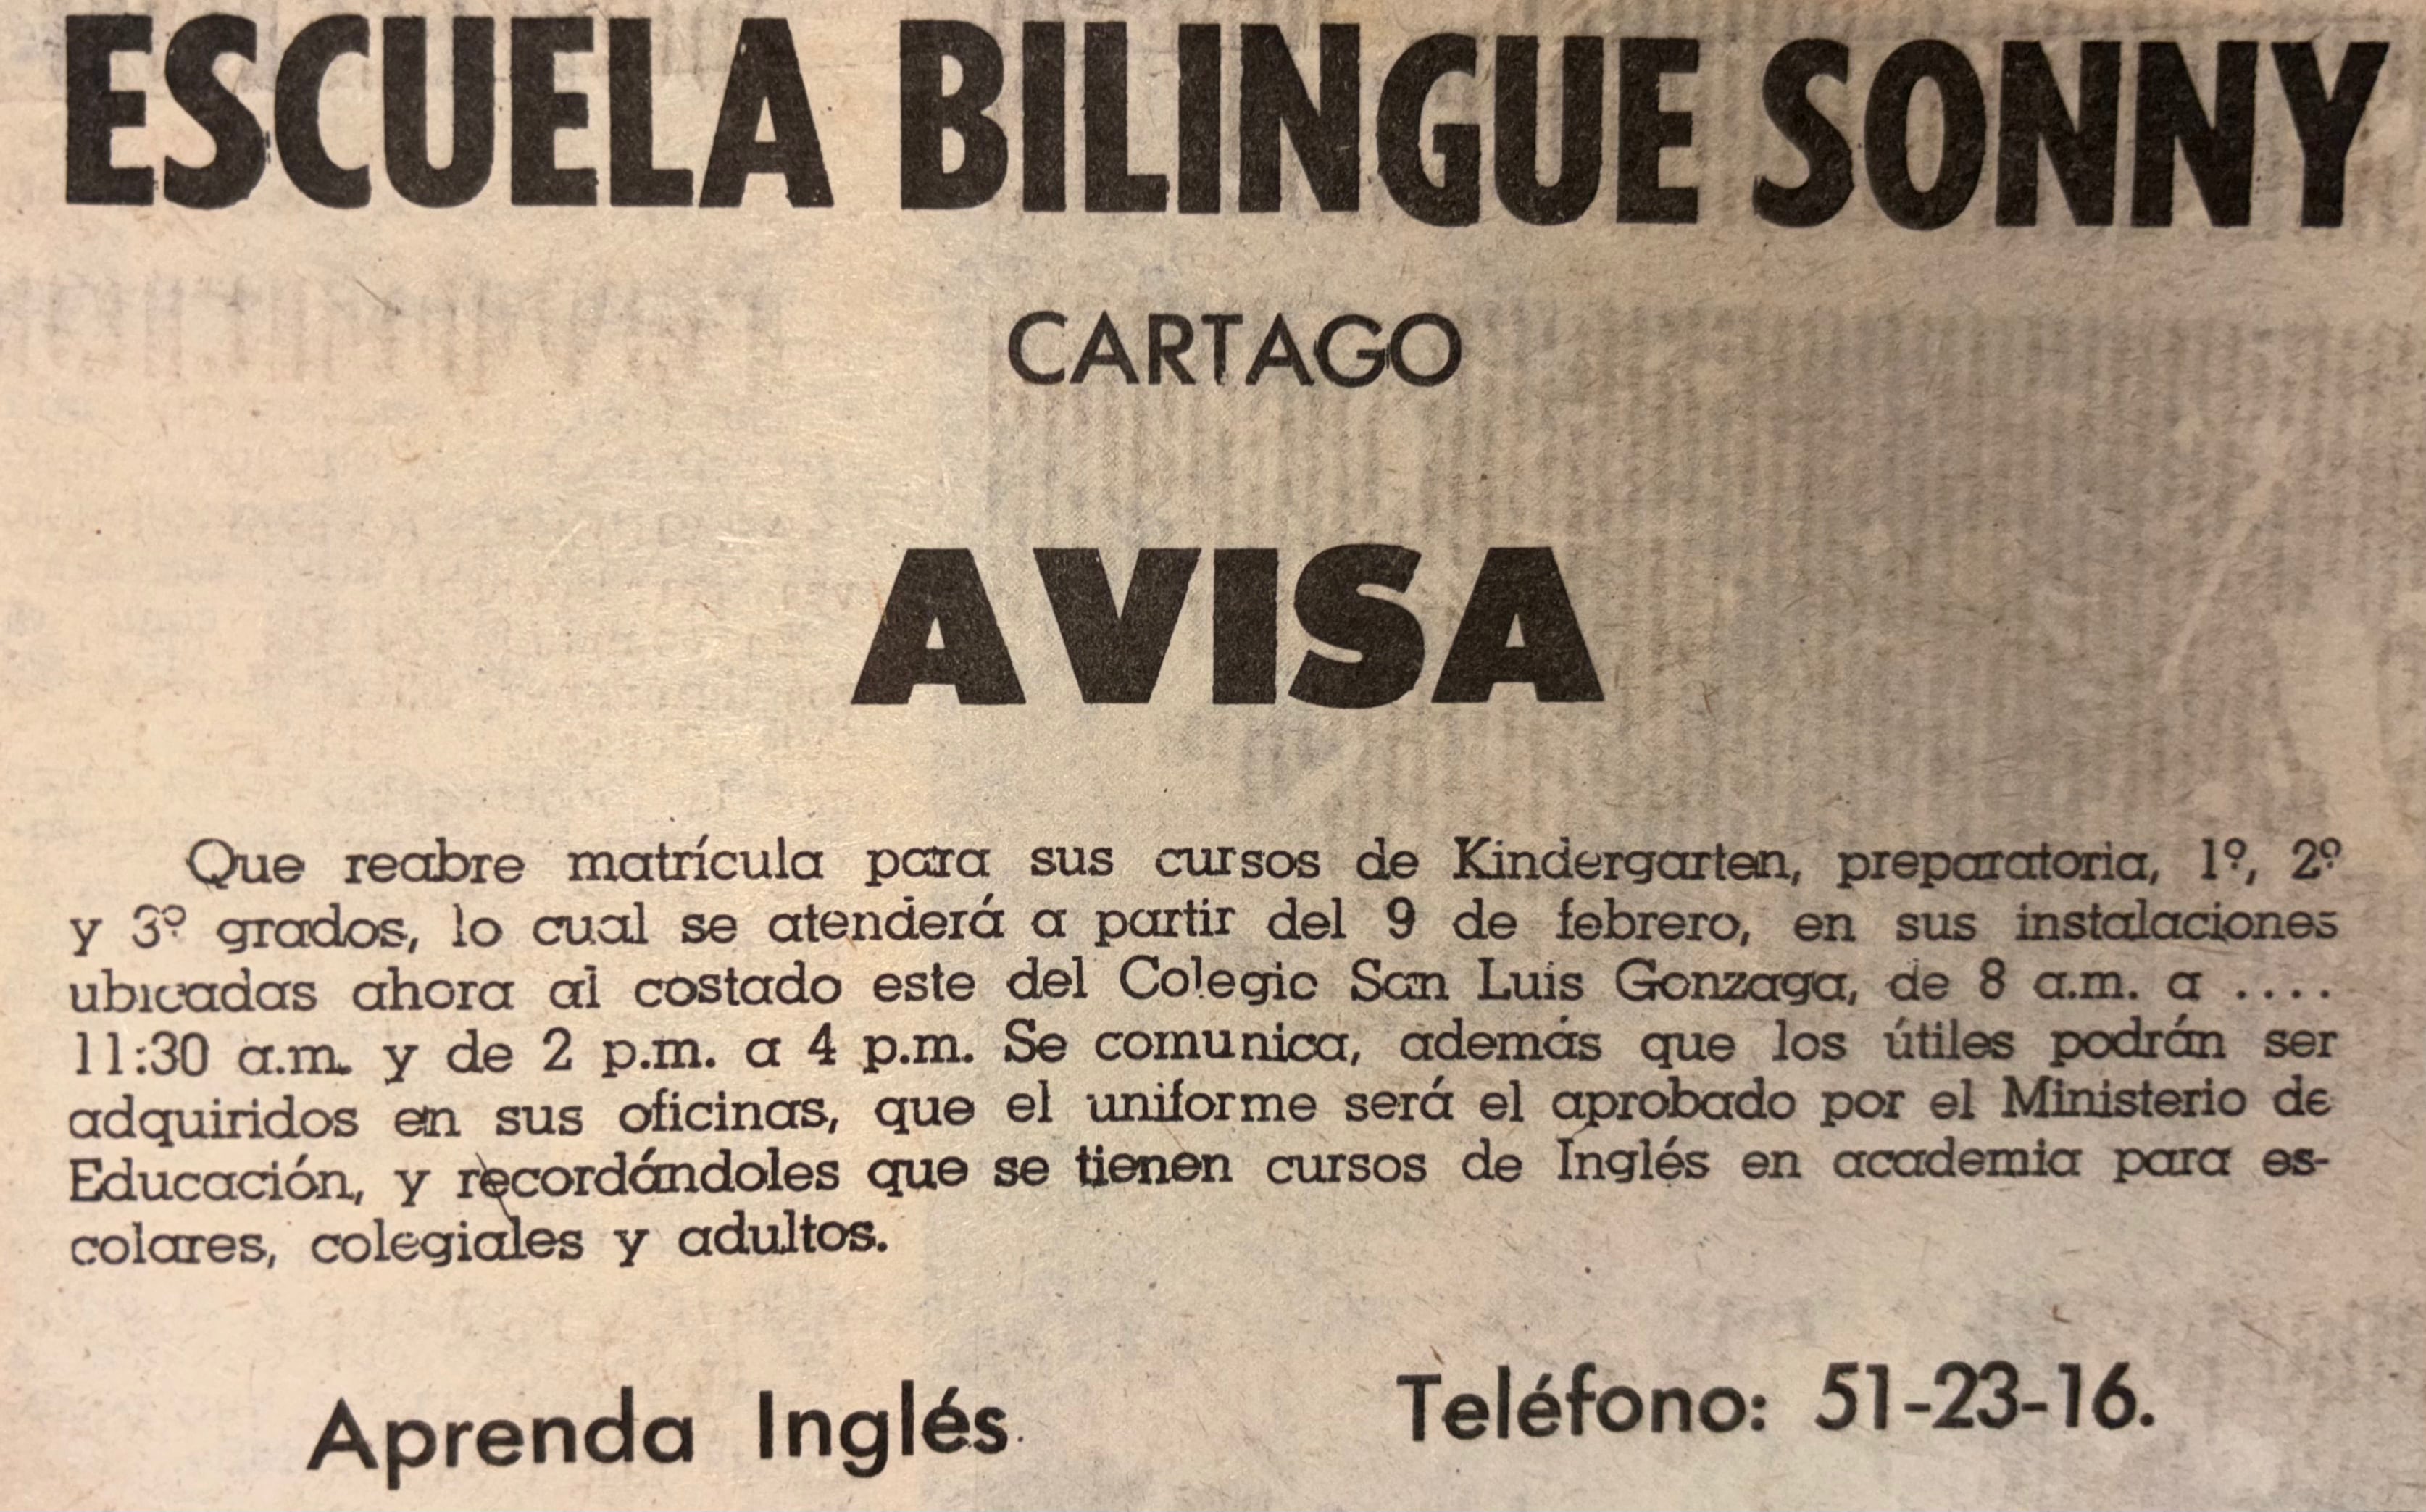 ESCUELA BILINGUE SONNY
CARTAGO
AVISA
Que reabre matrícula para sus cursos de Kindergarten, preparatoria, 1º, 2º
y 3º grados, lo cual se atenderá a partir del 9 de febrero, en sus instalaciones
ubicadas ahora al costado este del Colegio San Luis Gonzaga, de 8 a.m. a ....
11:30 a.m. y de 2 p.m. a 4 p.m. Se comunica, además que los útiles podrán ser
adquiridos en sus oficinas, que el uniforme será el aprobado por el Ministerio de
Educación, y recordándoles que se tienen cursos de Inglés en academia para es-
colares, colegiales y adultos.
Aprenda Inglés. Teléfono: 51-23-16.